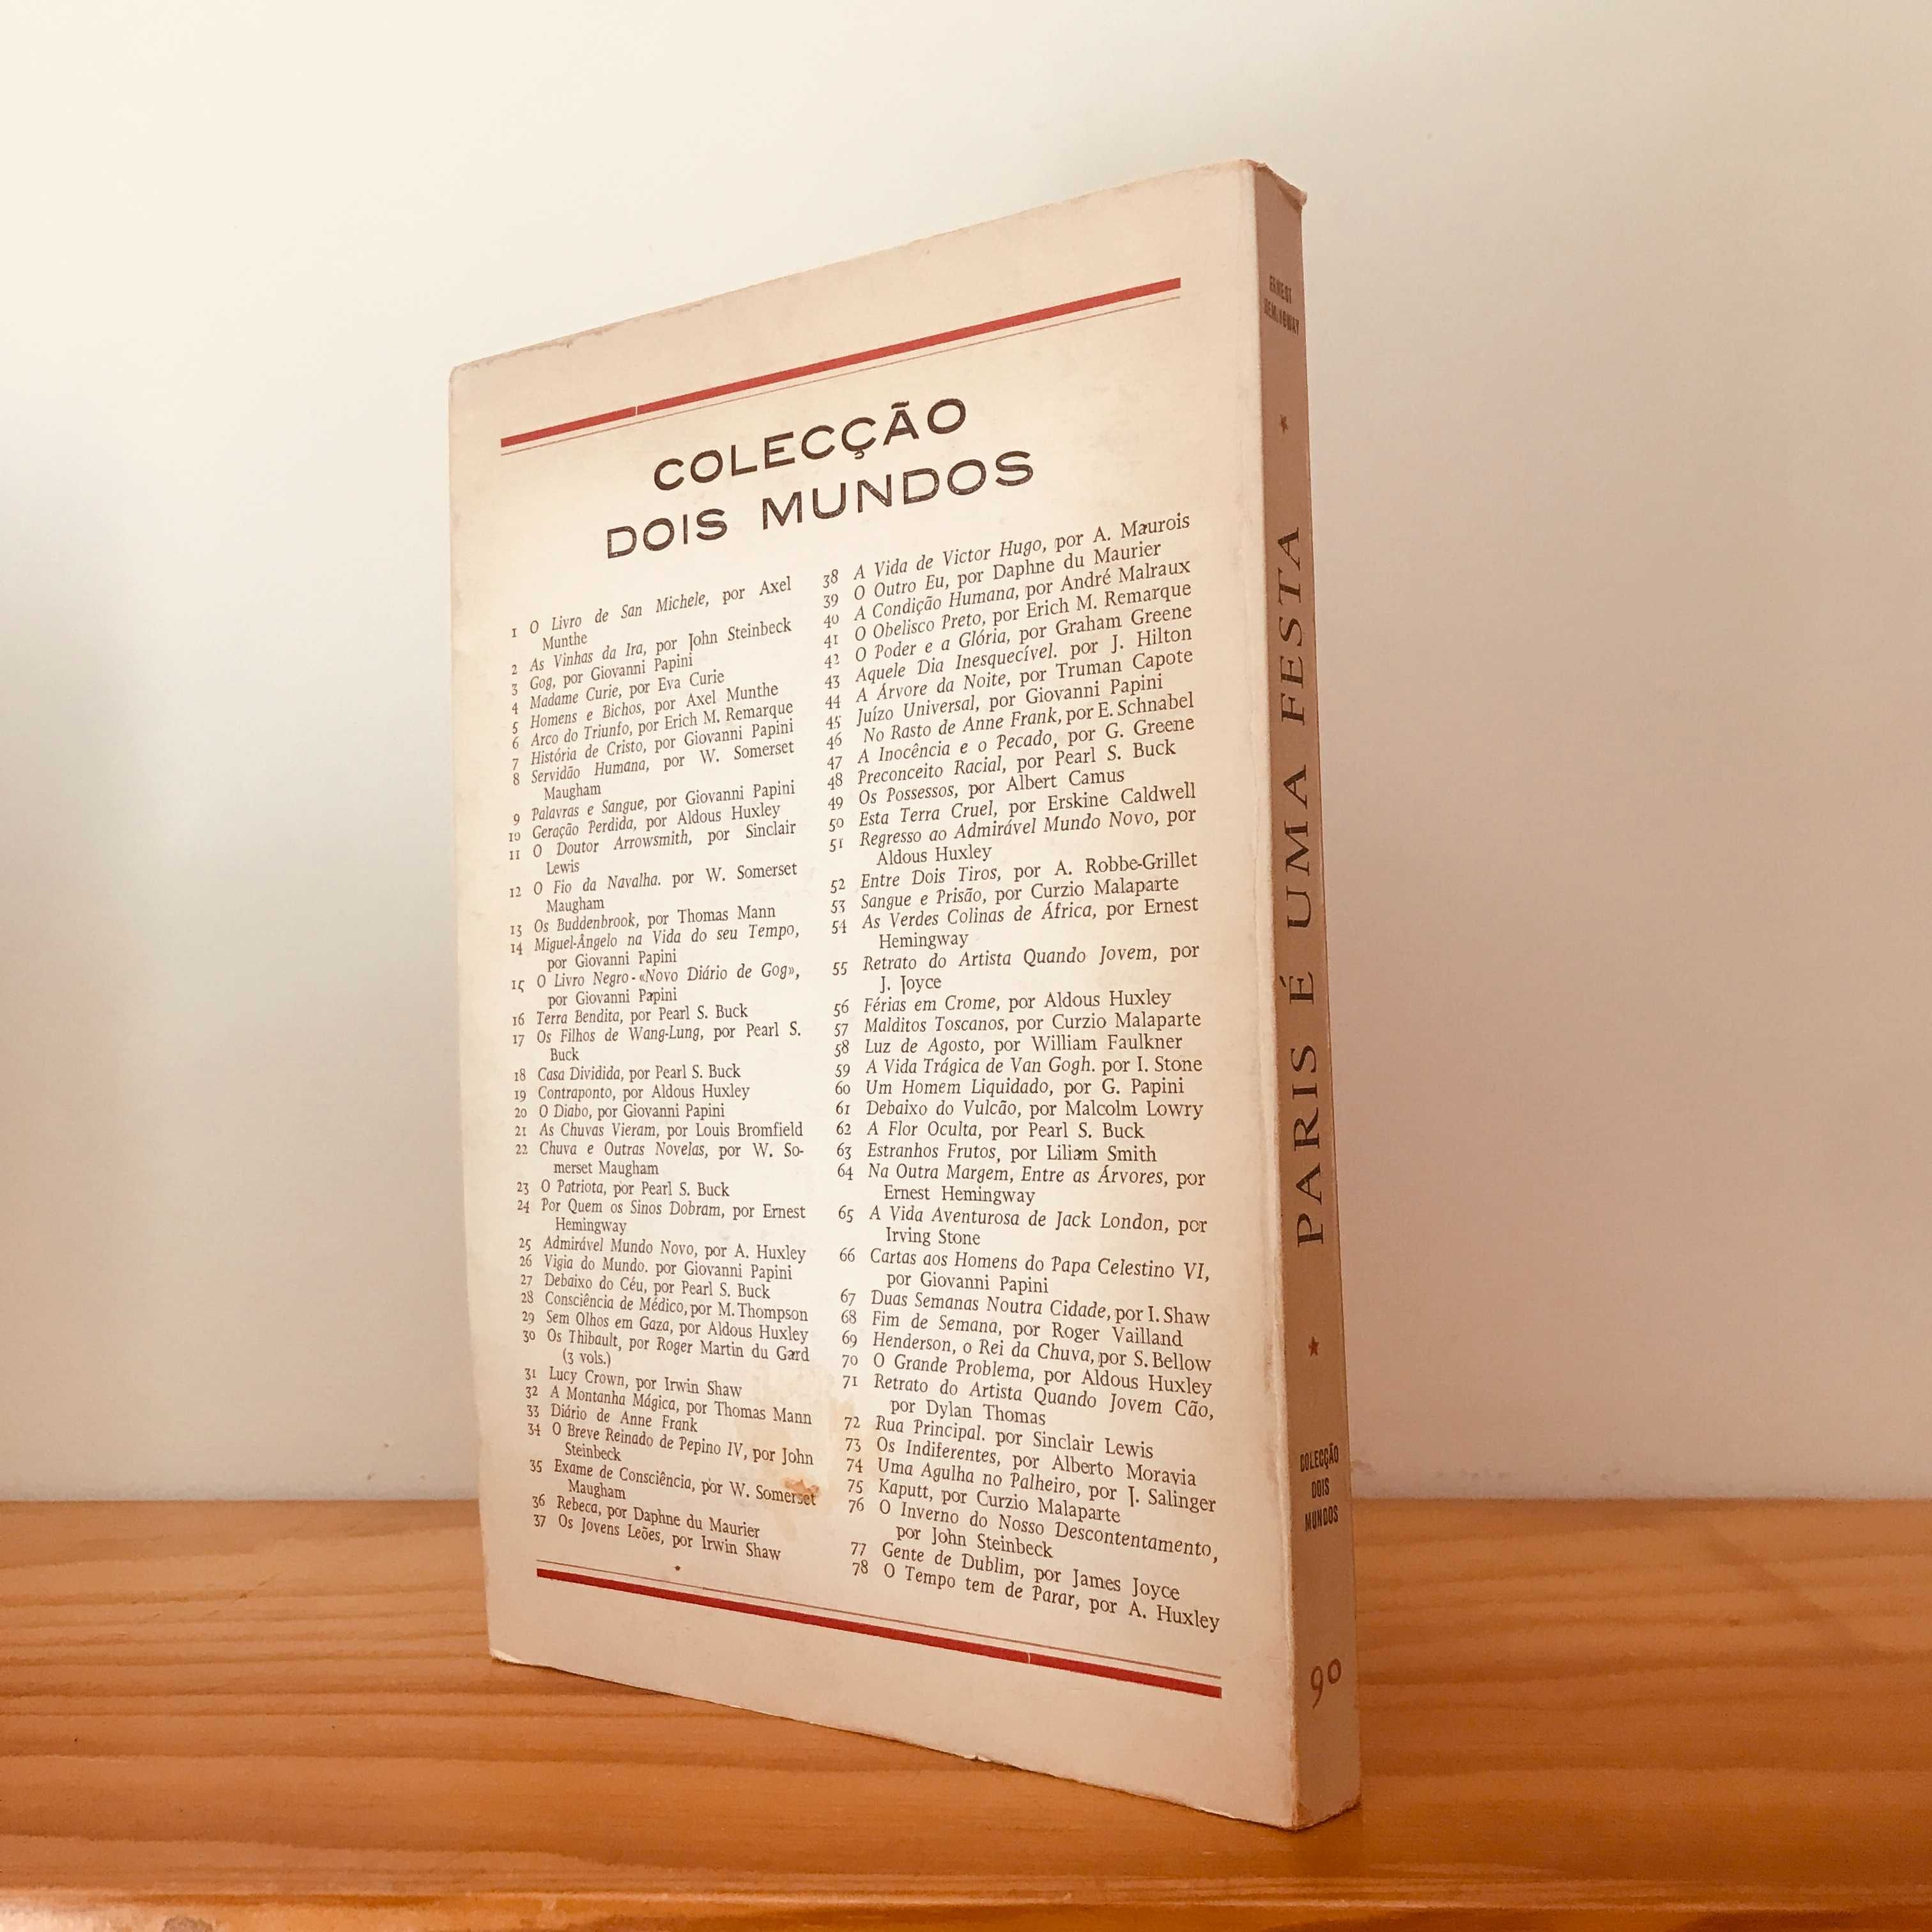 COLECÇÃO
DOIS MUNDOS
1 O Livro de San Michele, por Axel
Munthe
2 As Vinhas da Ira, por John Steinbeck
3 Gog, por Giovanni Papini
4 Madame Curie, por Eva Curie
5 Homens e Bichos, por Axel Munthe
6 Arco do Triunfo, por Erich M. Remarque
7 História de Cristo, por Giovanni Papini
8 Servidão Humana, por W. Somerset
Maugham
9 Palavras e Sangue, por Giovanni Papini
10 Geração Perdida, por Aldous Huxley
11 O Doutor Arrowsmith, por Sinclair
Lewis
12 O Fio da Navalha. por W. Somerset
Maugham
13 Os Buddenbrook, por Thomas Mann
14 Miguel-Ângelo na Vida do seu Tempo,
por Giovanni Papini
15 O Livro Negro - «Novo Diário de Gog»,
por Giovanni Papini
16 Terra Bendita, por Pearl S. Buck
17 Os Filhos de Wang-Lung, por Pearl S.
Buck
18 Casa Dividida, por Pearl S. Buck
19 Contraponto, por Aldous Huxley
20 O Diabo, por Giovanni Papini
21 As Chuvas Vieram, por Louis Bromfield
22 Chuva e Outras Novelas, por W. So-
merset Maugham
23 O Patriota, por Pearl S. Buck
24 Por Quem os Sinos Dobram, por Ernest
Hemingway
25 Admirável Mundo Novo, por A. Huxley
26 Vigia do Mundo. por Giovanni Papini
27 Debaixo do Céu, por Pearl S. Buck
28 Consciência de Médico, por M. Thompson
29 Sem Olhos em Gaza, por Aldous Huxley
30 Os Thibault, por Roger Martin du Gard
(3 vols.)
31 Lucy Crown, por Irwin Shaw
32 A Montanha Mágica, por Thomas Mann
33 Diário de Anne Frank
34 O Breve Reinado de Pepino IV, por John
Steinbeck
35 Exame de Consciência, por W. Somerset
Maugham
36 Rebeca, por Daphne du Maurier
37 Os Jovens Leões, por Irwin Shaw
38 A Vida de Victor Hugo, por A. Maurois
39 O Outro Eu, por Daphne du Maurier
40 A Condição Humana, por André Malraux
41 O Obelisco Preto, por Erich M. Remarque
42 O Poder e a Glória, por Graham Greene
43 Aquele Dia Inesquecível. por J. Hilton
44 A Árvore da Noite, por Truman Capote
45 Juízo Universal, por Giovanni Papini
46 No Rasto de Anne Frank, por E. Schnabel
47 A Inocência e o Pecado, por G. Greene
48 Preconceito Racial, por Pearl S. Buck
49 Os Possessos, por Albert Camus
50 Esta Terra Cruel, por Erskine Caldwell
51 Regresso ao Admirável Mundo Novo, por
Aldous Huxley
52 Entre Dois Tiros, por A. Robbe-Grillet
53 Sangue e Prisão, por Curzio Malaparte
54 As Verdes Colinas de África, por Ernest
Hemingway
55 Retrato do Artista Quando Jovem, por
J. Joyce
56 Férias em Crome, por Aldous Huxley
57 Malditos Toscanos, por Curzio Malaparte
58 Luz de Agosto, por William Faulkner
59 A Vida Trágica de Van Gogh. por I. Stone
60 Um Homem Liquidado, por G. Papini
61 Debaixo do Vulcão, por Malcolm Lowry
62 A Flor Oculta, por Pearl S. Buck
63 Estranhos Frutos, por Liliam Smith
64 Na Outra Margem, Entre as Árvores, por
Ernest Hemingway
65 A Vida Aventurosa de Jack London, por
Irving Stone
66 Cartas aos Homens do Papa Celestino VI,
por Giovanni Papini
67 Duas Semanas Noutra Cidade, por I. Shaw
68 Fim de Semana, por Roger Vailland
69 Henderson, o Rei da Chuva, por S. Bellow
70 O Grande Problema, por Aldous Huxley
71 Retrato do Artista Quando Jovem Cão,
por Dylan Thomas
72 Rua Principal. por Sinclair Lewis
73 Os Indiferentes, por Alberto Moravia
74 Uma Agulha no Palheiro, por J. Salinger
75 Kaputt, por Curzio Malaparte
76 O Inverno do Nosso Descontentamento,
por John Steinbeck
77 Gente de Dublim, por James Joyce
78 O Tempo tem de Parar, por A. Huxley
ERNEST
HEMINGWAY
PARIS É UMA FESTA
COLECÇÃO
DOIS
MUNDOS
90